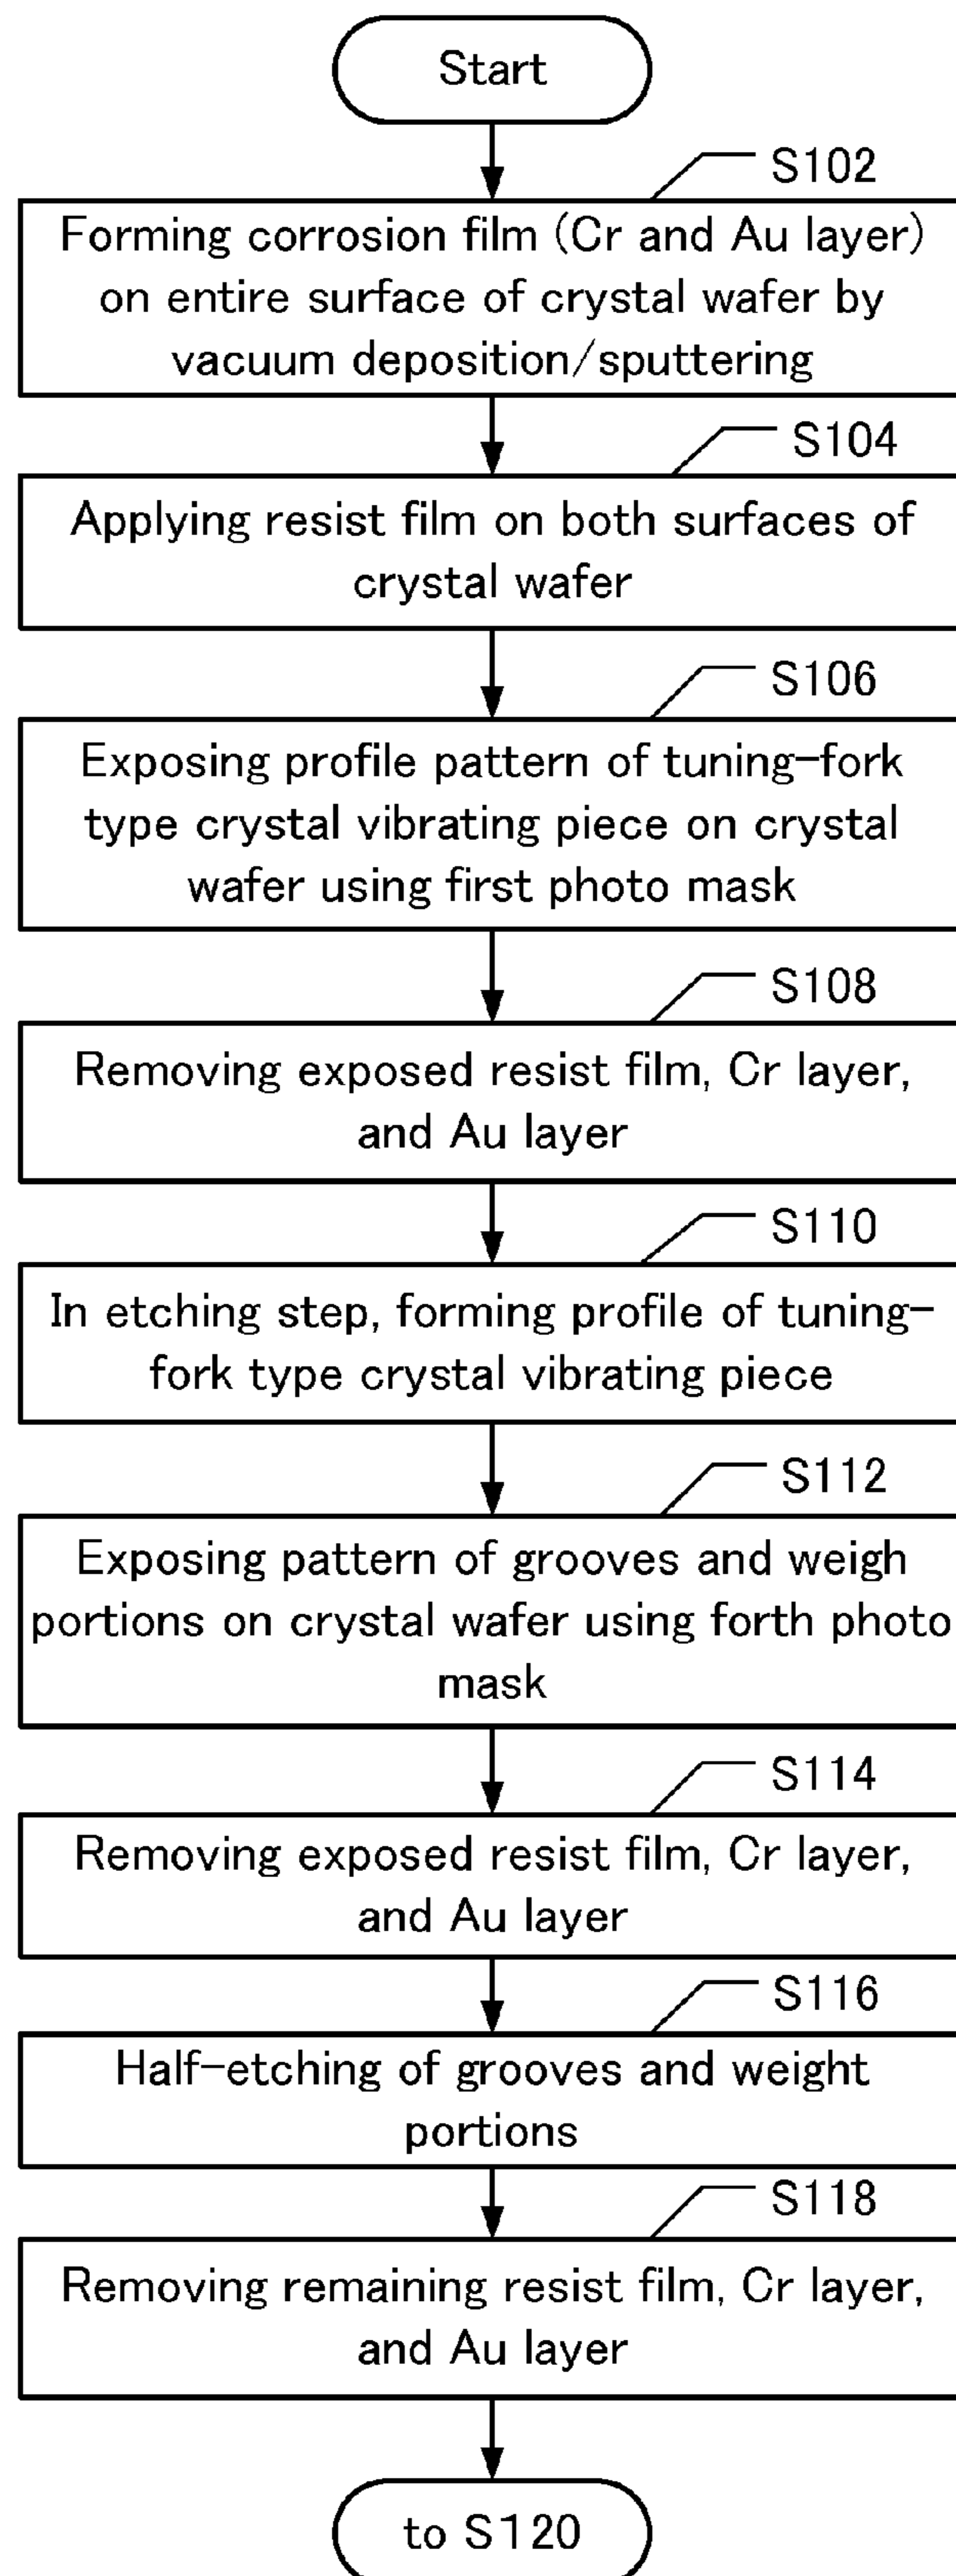 Start
S102
Forming corrosion film (Cr and Au layer)
on entire surface of crystal wafer by
vacuum deposition/sputtering
S104
Applying resist film on both surfaces of
crystal wafer
S106
Exposing profile pattern of tuning-fork
type crystal vibrating piece on crystal
wafer using first photo mask
S108
Removing exposed resist film, Cr layer,
and Au layer
S110
In etching step, forming profile of tuning-
fork type crystal vibrating piece
S112
Exposing pattern of grooves and weigh
portions on crystal wafer using forth photo
mask
S114
Removing exposed resist film, Cr layer,
and Au layer
S116
Half-etching of grooves and weight
portions
S118
Removing remaining resist film, Cr layer,
and Au layer
to S120